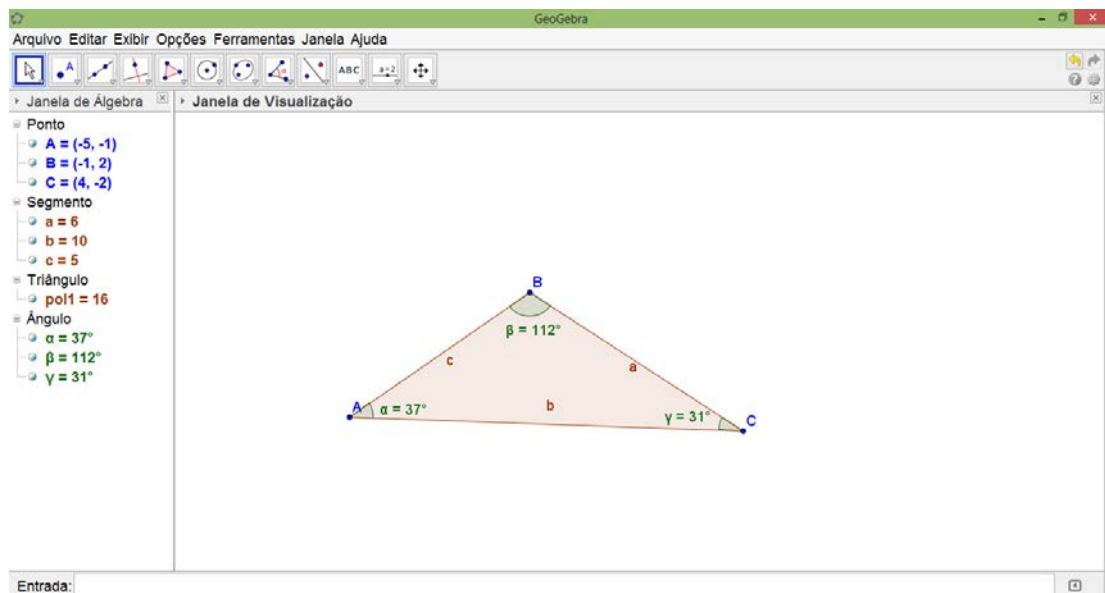 GeoGebra
Arquivo Editar Exibir Opções Ferramentas Janela Ajuda
A
ABC
a=2
Janela de Álgebra
Janela de Visualização
Ponto
A = (-5, -1)
B = (-1, 2)
C = (4, -2)
Segmento
a = 6
b = 10
c = 5
Triângulo
pol1 = 16
Ângulo
α = 37°
β = 112°
γ = 31°
B
β = 112°
c
a
A
α = 37°
b
γ = 31°
C
Entrada: